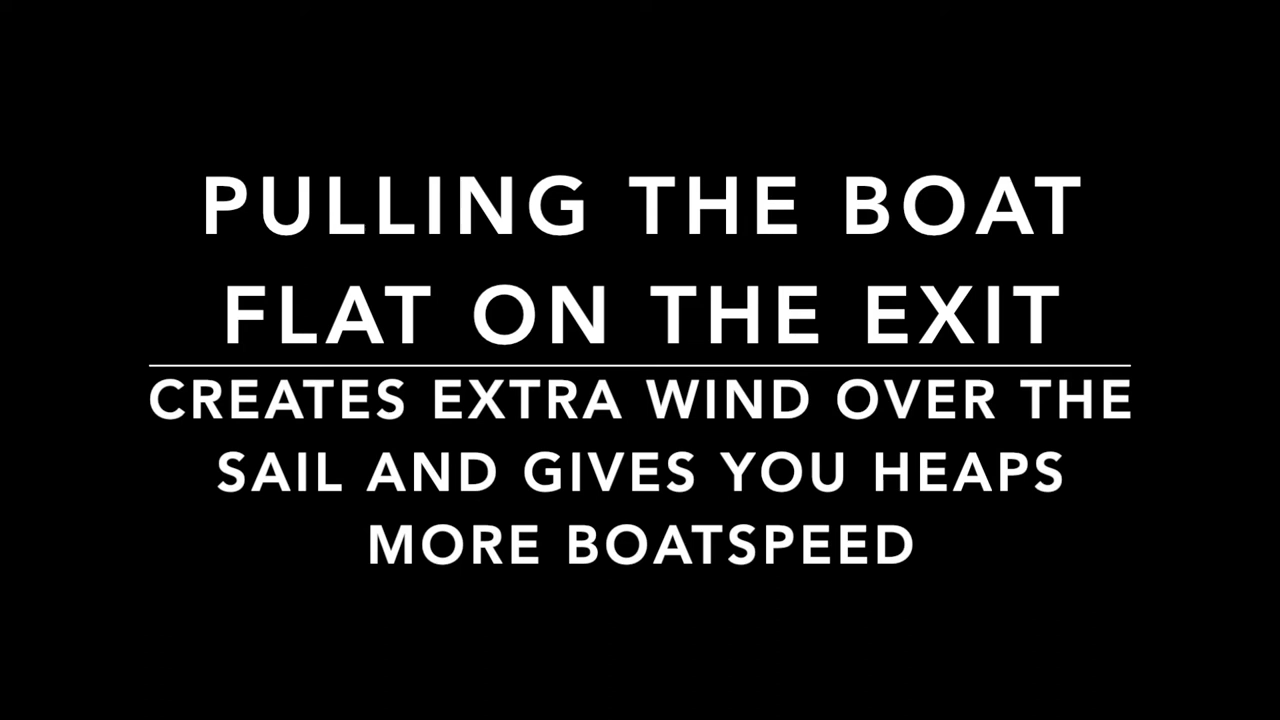 PULLING THE BOAT
FLAT ON THE EXIT
CREATES EXTRA WIND OVER THE
SAIL AND GIVES YOU HEAPS
MORE BOATSPEED